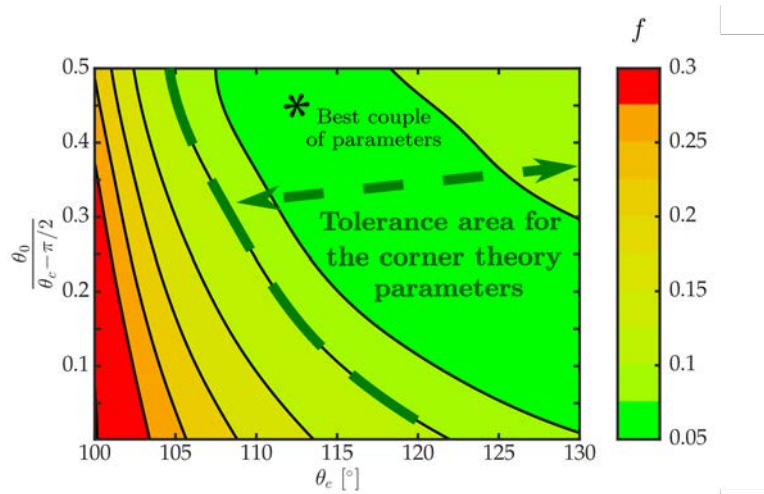 f
0.5
0.4
0.3
0.2
0.1
θ₀
θ_c−π/2
100
105
110
115
120
125
130
θ_c [°]
*
Best couple
of parameters
Tolerance area for
the corner theory
parameters
0.3
0.25
0.2
0.15
0.1
0.05